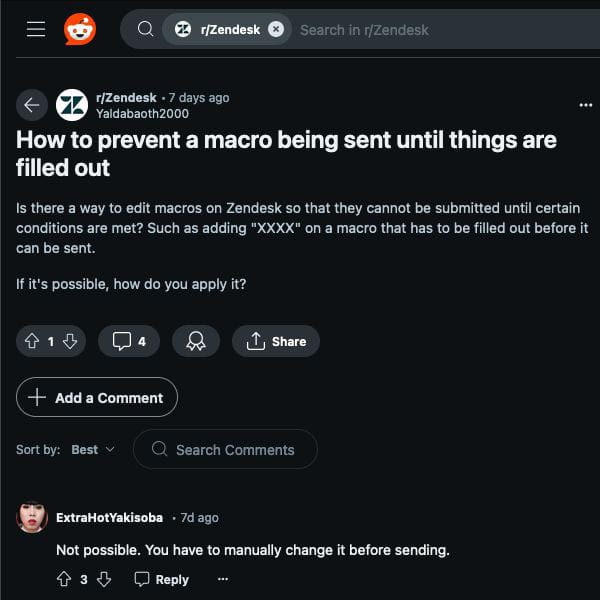 r/Zendesk
Search in r/Zendesk
r/Zendesk • 7 days ago
Yaldabaoth2000
How to prevent a macro being sent until things are
filled out
Is there a way to edit macros on Zendesk so that they cannot be submitted until certain
conditions are met? Such as adding "XXXX" on a macro that has to be filled out before it
can be sent.
If it's possible, how do you apply it?
1
4
Share
Add a Comment
Sort by: Best
Search Comments
ExtraHotYakisoba • 7d ago
Not possible. You have to manually change it before sending.
3
Reply